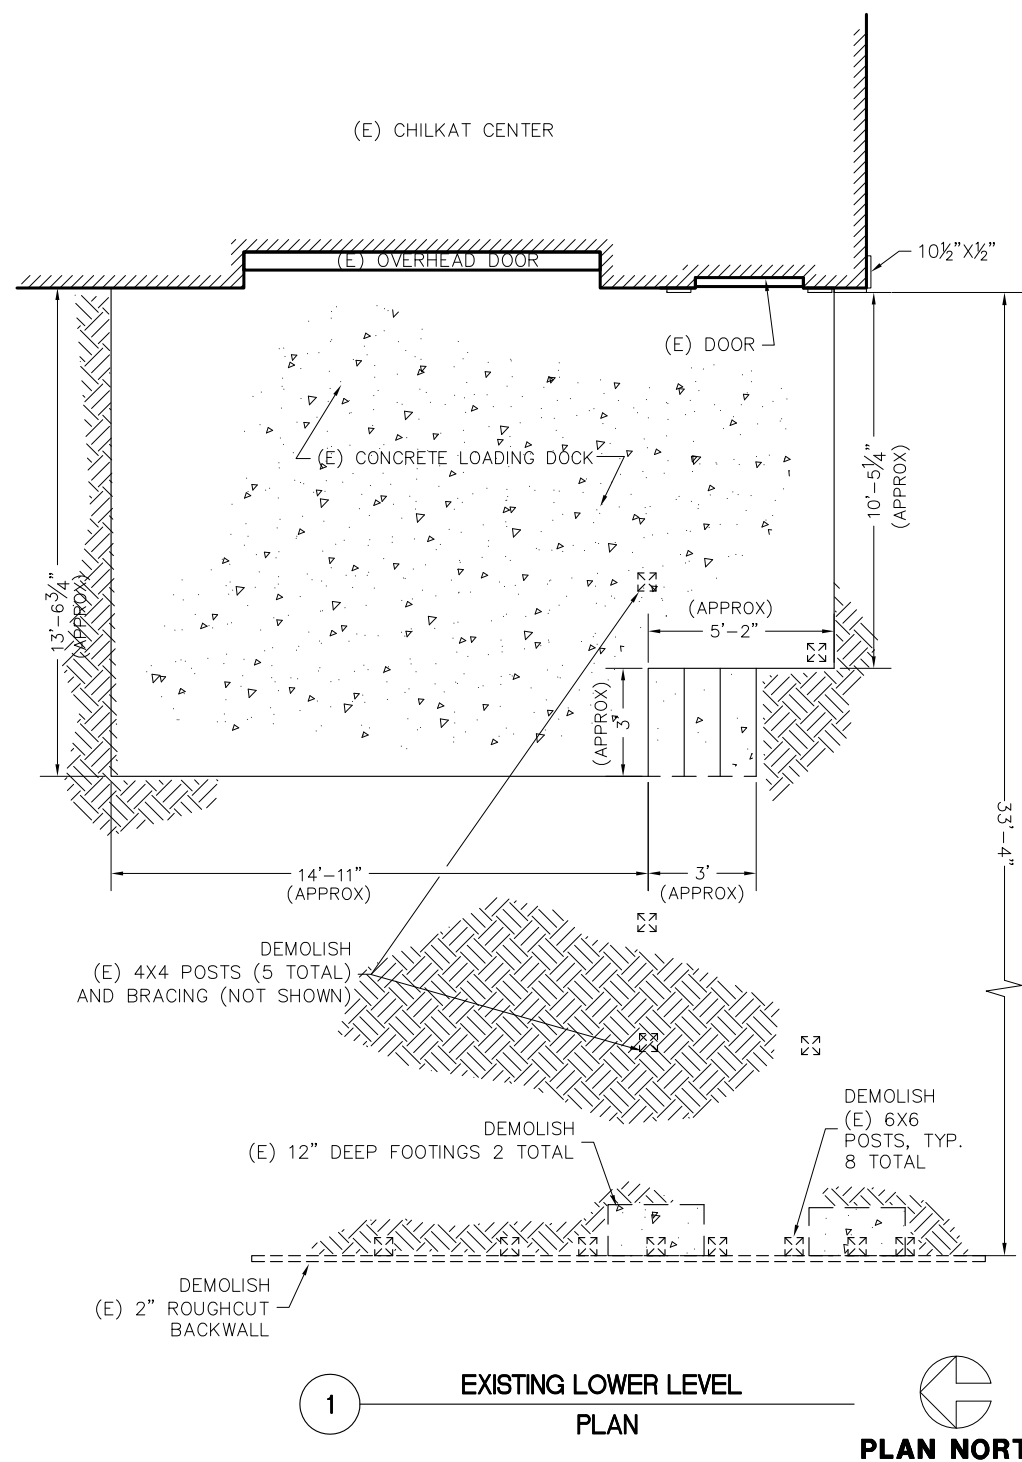 (E) CHILKAT CENTER
10½"X½"
(E) OVERHEAD DOOR
(E) DOOR
(E) CONCRETE LOADING DOCK
10'-5¼"
(APPROX)
13'-6¾"
(APPROX)
(APPROX)
5'-2"
(APPROX)
3'
33'-4"
14'-11"
(APPROX)
3'
(APPROX)
DEMOLISH
(E) 4X4 POSTS (5 TOTAL)
AND BRACING (NOT SHOWN)
DEMOLISH
(E) 6X6
POSTS, TYP.
8 TOTAL
DEMOLISH
(E) 12" DEEP FOOTINGS 2 TOTAL
DEMOLISH
(E) 2" ROUGHCUT
BACKWALL
1
EXISTING LOWER LEVEL
PLAN
PLAN NORT